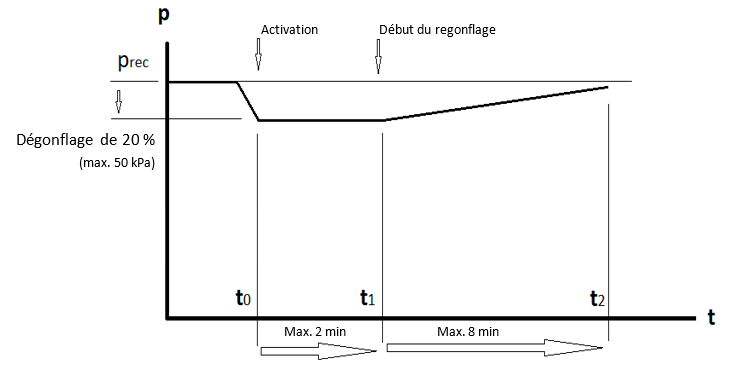 p
Activation
Début du regonflage
prec
Dégonflage de 20 %
(max. 50 kPa)
t0
t1
t2
t
Max. 2 min
Max. 8 min